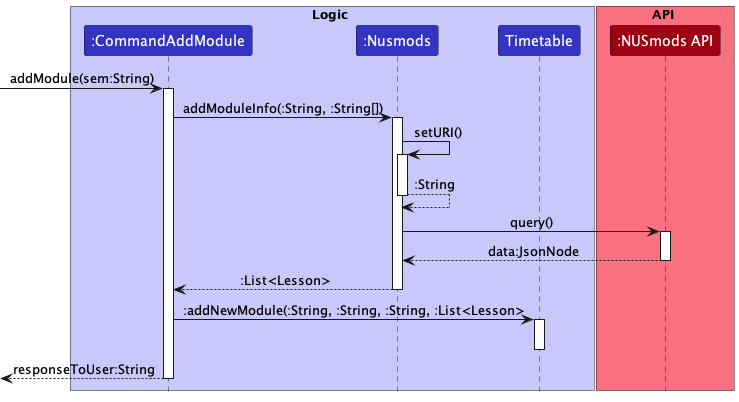 Logic
API
:CommandAddModule
:Nusmods
Timetable
:NUSmods API
addModule(sem:String)
addModuleInfo(:String, :String[])
setURI()
:String
query()
data:JsonNode
:List<Lesson>
:addNewModule(:String, :String, :String, :List<Lesson>
responseToUser:String